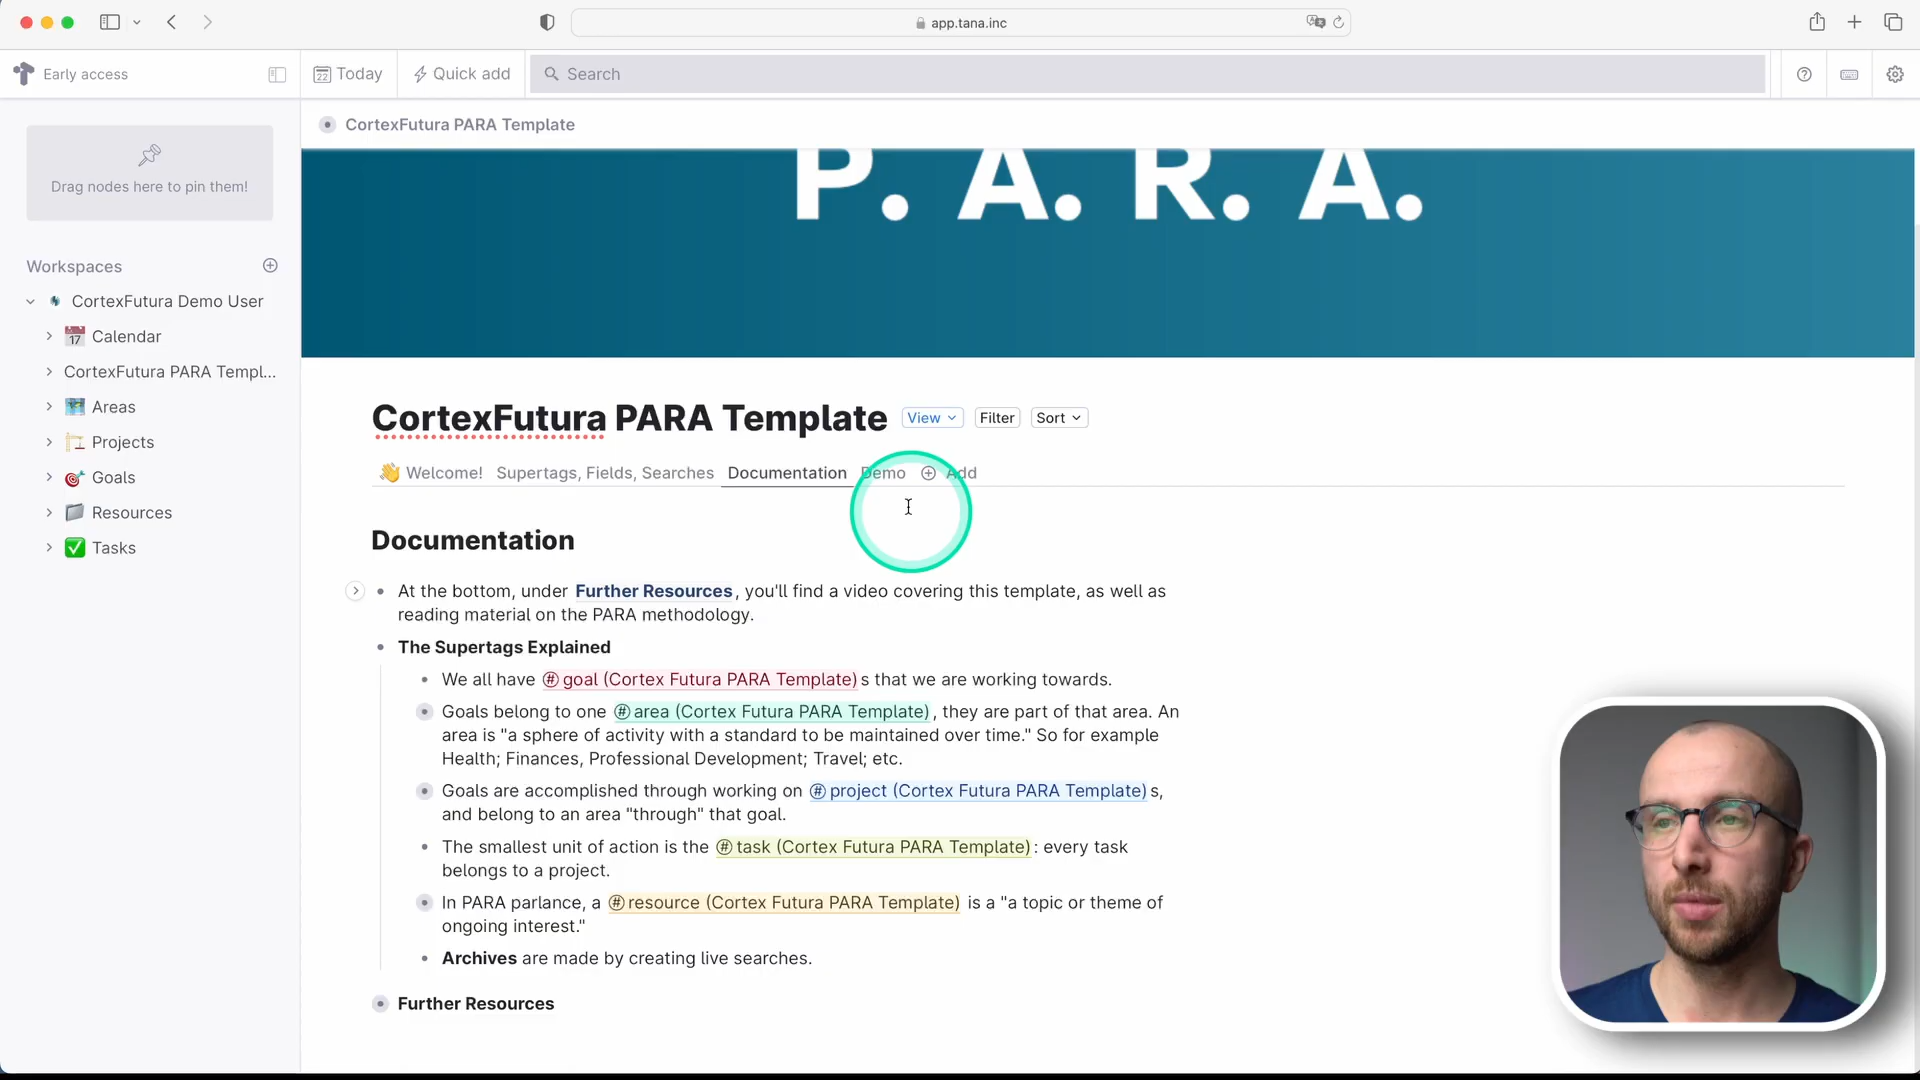 app.tana.inc
Early access
22 Today
Quick add
Search
Drag nodes here to pin them!
Workspaces
CortexFutura Demo User
17 Calendar
CortexFutura PARA Templ...
Areas
Projects
Goals
Resources
Tasks
CortexFutura PARA Template
P. A. R. A.
CortexFutura PARA Template
View
Filter
Sort
👋 Welcome!
Supertags, Fields, Searches
Documentation
Demo
Add
Documentation
At the bottom, under Further Resources, you'll find a video covering this template, as well as
reading material on the PARA methodology.
The Supertags Explained
We all have # goal (Cortex Futura PARA Template)s that we are working towards.
Goals belong to one # area (Cortex Futura PARA Template), they are part of that area. An
area is "a sphere of activity with a standard to be maintained over time." So for example
Health; Finances, Professional Development; Travel; etc.
Goals are accomplished through working on # project (Cortex Futura PARA Template)s,
and belong to an area "through" that goal.
The smallest unit of action is the # task (Cortex Futura PARA Template): every task
belongs to a project.
In PARA parlance, a # resource (Cortex Futura PARA Template) is a "a topic or theme of
ongoing interest."
Archives are made by creating live searches.
Further Resources